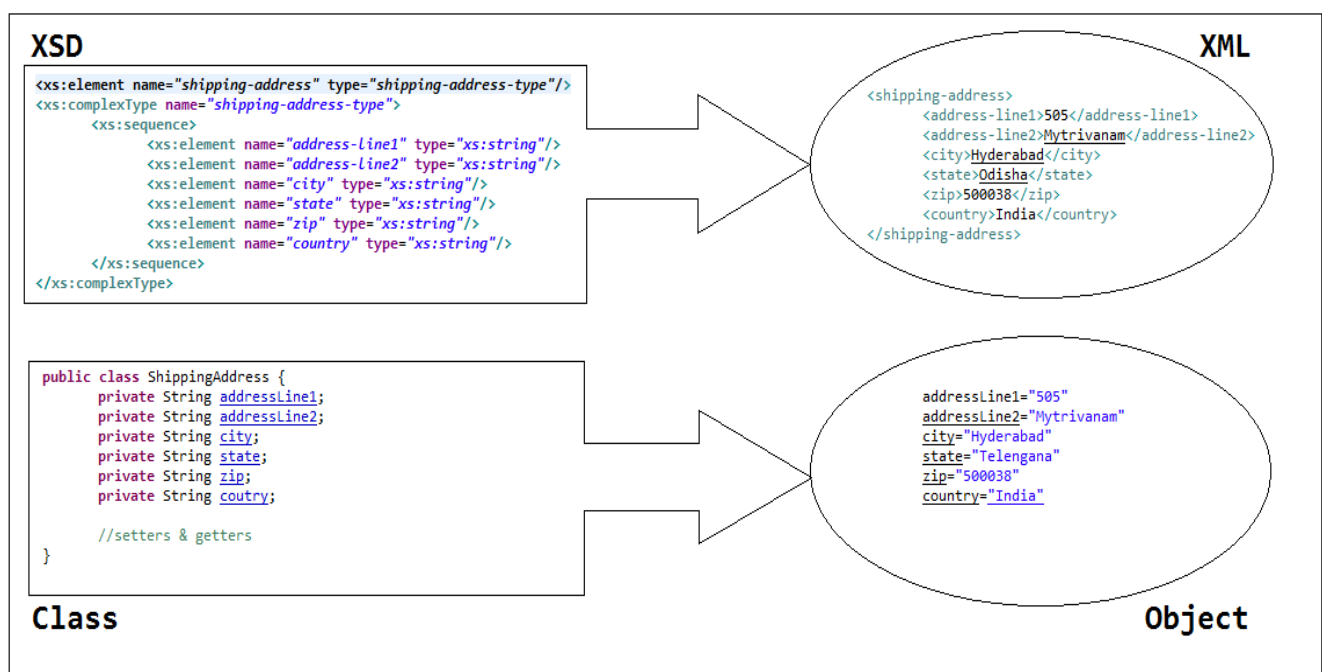 XSD
<xs:element name="shipping-address" type="shipping-address-type"/>
<xs:complexType name="shipping-address-type">
<xs:sequence>
<xs:element name="address-line1" type="xs:string"/>
<xs:element name="address-line2" type="xs:string"/>
<xs:element name="city" type="xs:string"/>
<xs:element name="state" type="xs:string"/>
<xs:element name="zip" type="xs:string"/>
<xs:element name="country" type="xs:string"/>
</xs:sequence>
</xs:complexType>
XML
<shipping-address>
<address-line1>505</address-line1>
<address-line2>Mytrivanam</address-line2>
<city>Hyderabad</city>
<state>Odisha</state>
<zip>500038</zip>
<country>India</country>
</shipping-address>
public class ShippingAddress {
private String addressLine1;
private String addressLine2;
private String city;
private String state;
private String zip;
private String coutry;
//setters & getters
}
Class
addressLine1="505"
addressLine2="Mytrivanam"
city="Hyderabad"
state="Telengana"
zip="500038"
country="India"
Object